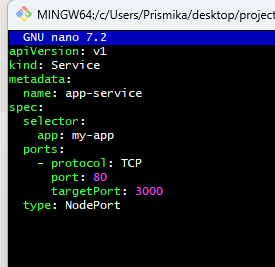 MINGW64:/c/Users/Prismika/desktop/project
GNU nano 7.2
apiVersion: v1
kind: Service
metadata:
  name: app-service
spec:
  selector:
    app: my-app
  ports:
    - protocol: TCP
      port: 80
      targetPort: 3000
  type: NodePort